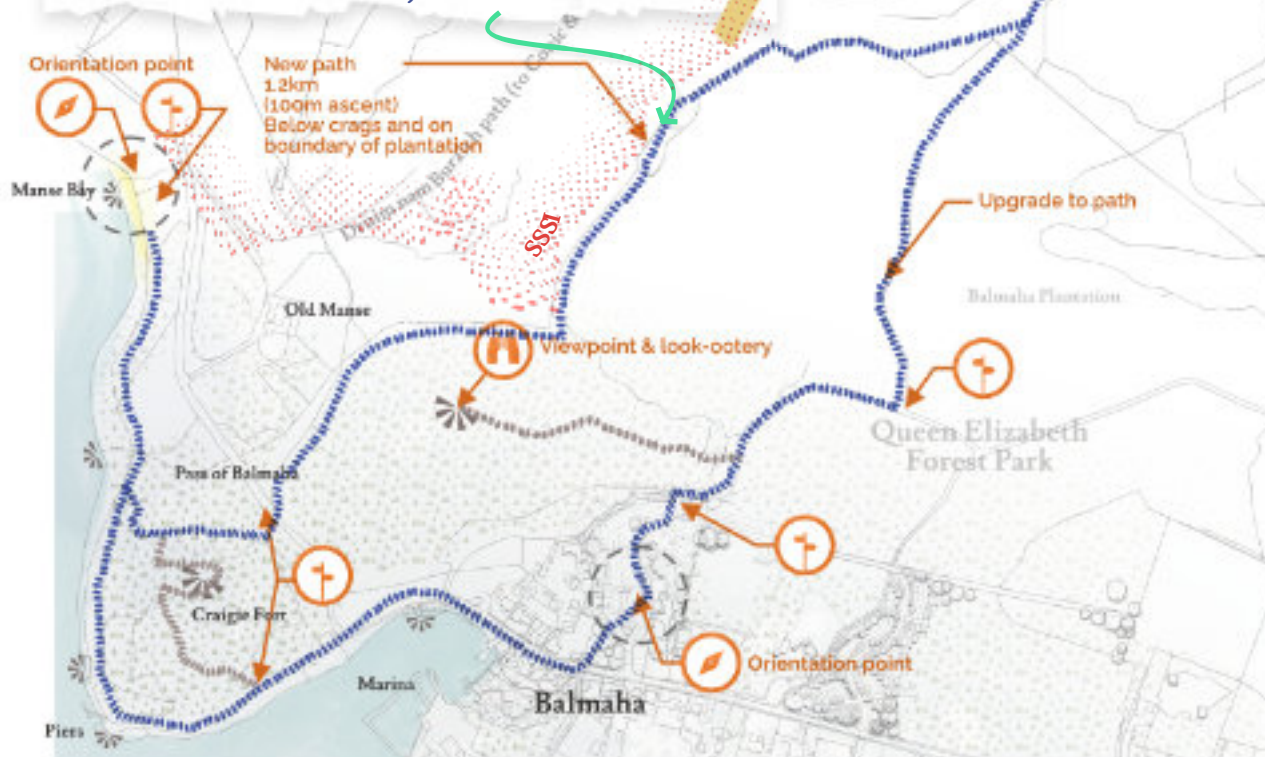 Orientation point
New path
1.2km
(100m ascent)
Below crags and on
boundary of plantation
Manse Bay
SSSI
Upgrade to path
Balmaha Plantation
Old Manse
Viewpoint & look-ootery
Queen Elizabeth
Forest Park
Pass of Balmaha
Craigie Fort
Marina
Orientation point
Balmaha
Piers